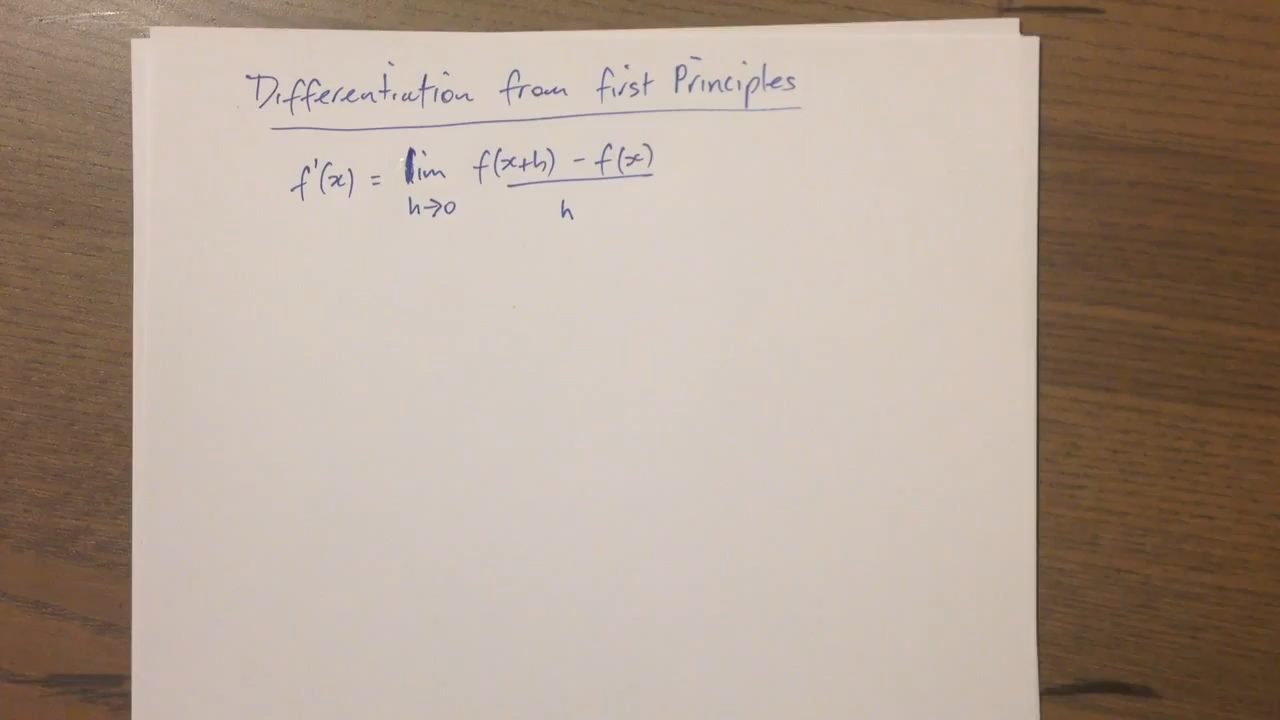 Differentiation from first Principles
f'(x) = lim f(x+h) - f(x)
h→0 h